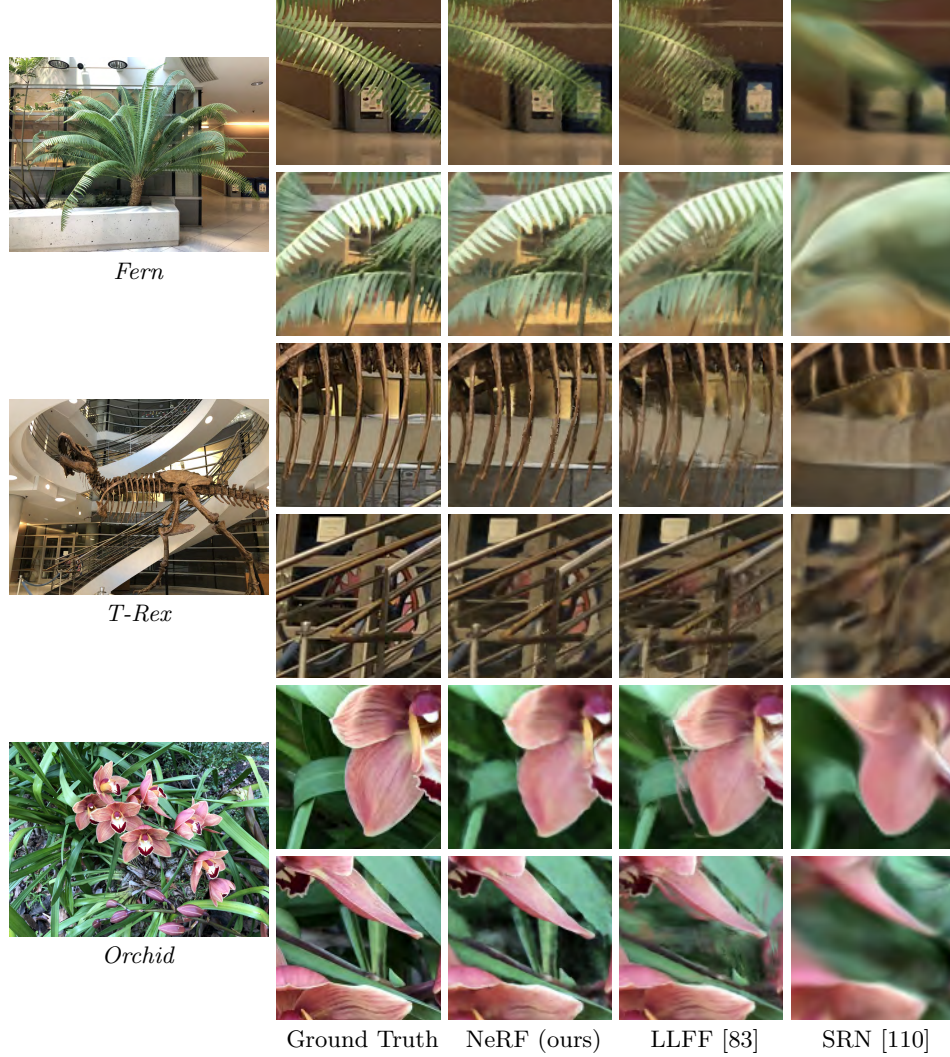 Fern
T-Rex
Orchid
Ground Truth NeRF (ours) LLFF [83] SRN [110]